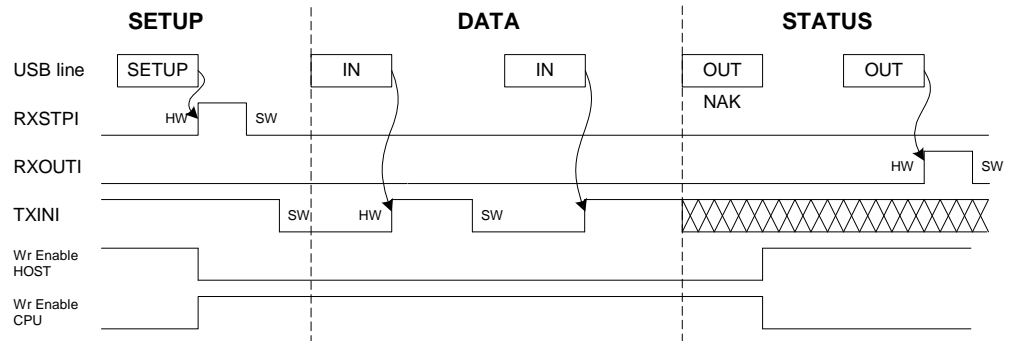 SETUP DATA STATUS
USB line SETUP IN IN OUT OUT
NAK
RXSTPI HW SW
RXOUTI HW SW
TXINI SW HW SW
Wr Enable
HOST
Wr Enable
CPU